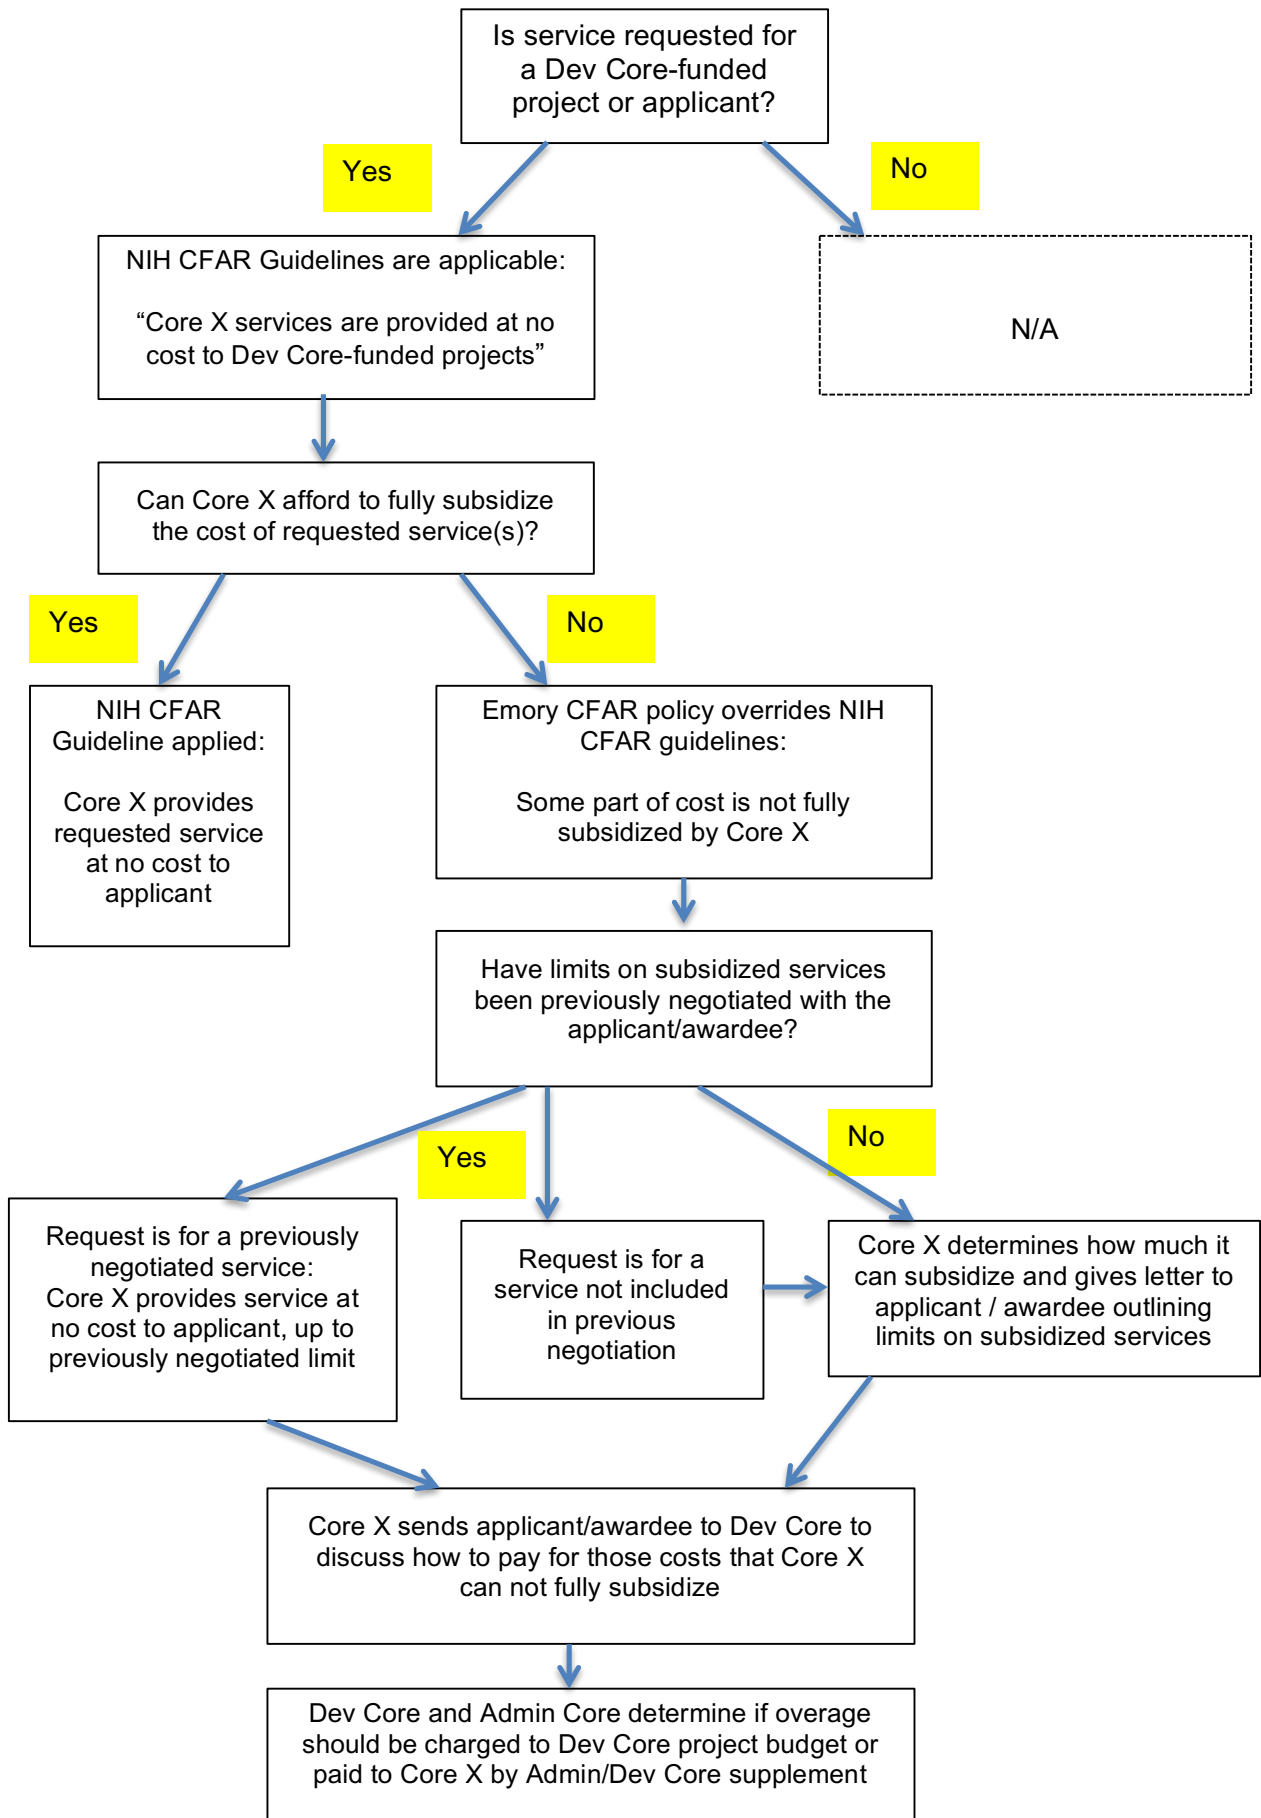 Is service requested for
a Dev Core-funded
project or applicant?
Yes
No
NIH CFAR Guidelines are applicable:
“Core X services are provided at no
cost to Dev Core-funded projects”
N/A
Can Core X afford to fully subsidize
the cost of requested service(s)?
Yes
No
NIH CFAR
Guideline applied:
Core X provides
requested service
at no cost to
applicant
Emory CFAR policy overrides NIH
CFAR guidelines:
Some part of cost is not fully
subsidized by Core X
Have limits on subsidized services
been previously negotiated with the
applicant/awardee?
Yes
No
Request is for a previously
negotiated service:
Core X provides service at
no cost to applicant, up to
previously negotiated limit
Request is for a
service not included
in previous
negotiation
Core X determines how much it
can subsidize and gives letter to
applicant / awardee outlining
limits on subsidized services
Core X sends applicant/awardee to Dev Core to
discuss how to pay for those costs that Core X
can not fully subsidize
Dev Core and Admin Core determine if overage
should be charged to Dev Core project budget or
paid to Core X by Admin/Dev Core supplement